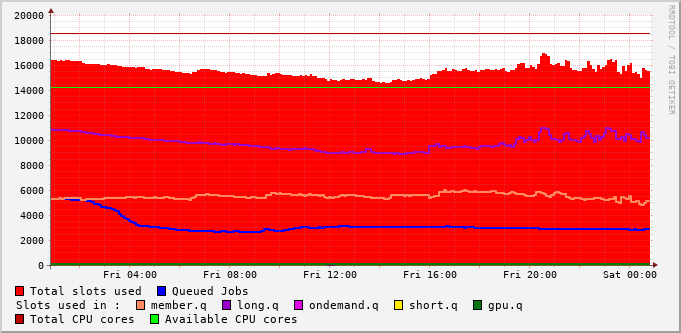 RRDTOOL / TOBI OETIKER
20000
18000
16000
14000
12000
10000
8000
6000
4000
2000
0
Fri 04:00 Fri 08:00 Fri 12:00 Fri 16:00 Fri 20:00 Sat 00:00
Total slots used Queued Jobs
Slots used in : member.q long.q ondemand.q short.q gpu.q
Total CPU cores Available CPU cores